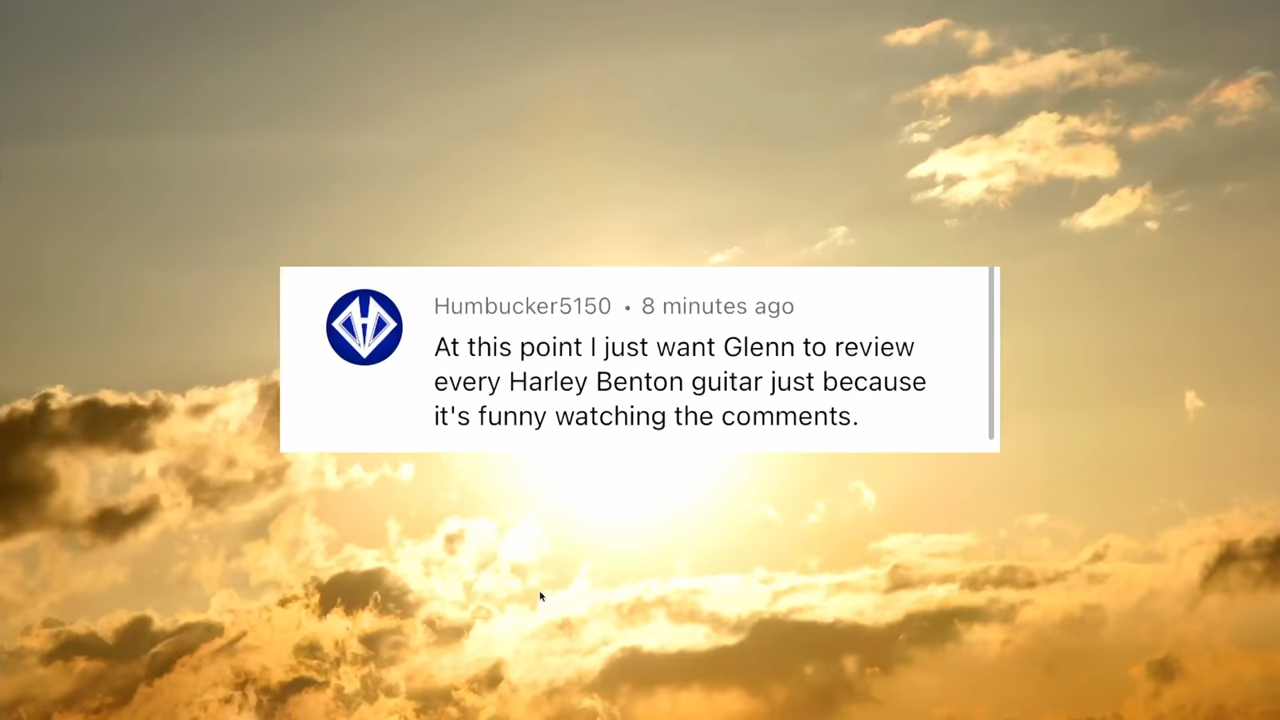 Humbucker5150 • 8 minutes ago
At this point I just want Glenn to review
every Harley Benton guitar just because
it's funny watching the comments.